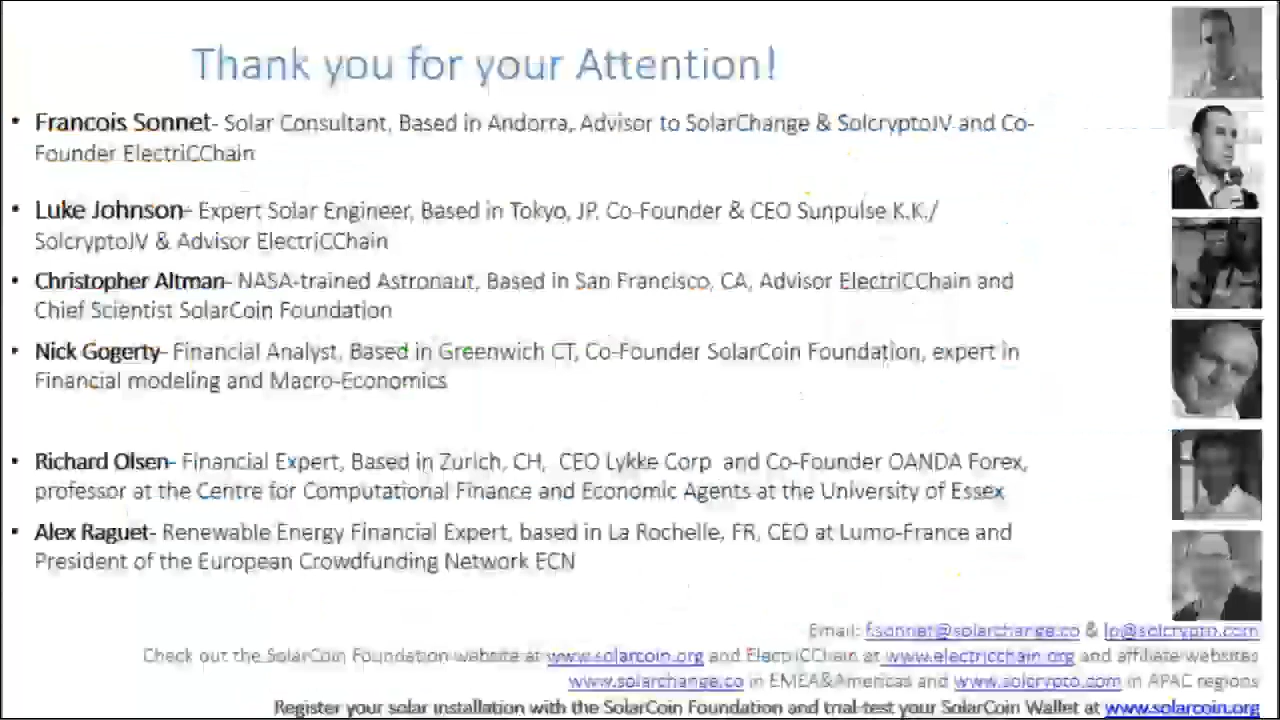 Thank you for your Attention!
• Francois Sonnet- Solar Consultant, Based in Andorra, Advisor to SolarChange & SolcryptoJV and Co-
Founder ElectriCChain
• Luke Johnson- Expert Solar Engineer, Based in Tokyo, JP. Co-Founder & CEO Sunpulse K.K./
SolcryptoJV & Advisor ElectriCChain
• Christopher Altman- NASA-trained Astronaut, Based in San Francisco, CA, Advisor ElectriCChain and
Chief Scientist SolarCoin Foundation
• Nick Gogerty- Financial Analyst, Based in Greenwich CT, Co-Founder SolarCoin Foundation, expert in
Financial modeling and Macro-Economics
• Richard Olsen- Financial Expert, Based in Zurich, CH, CEO Lykke Corp and Co-Founder OANDA Forex,
professor at the Centre for Computational Finance and Economic Agents at the University of Essex
• Alex Raguet- Renewable Energy Financial Expert, based in La Rochelle, FR, CEO at Lumo-France and
President of the European Crowdfunding Network ECN
Email: f.sonnet@solarchange.co & lp@solcrypto.com
Check out the SolarCoin Foundation website at www.solarcoin.org and ElectriCChain at www.electricchain.org and affiliate websites
www.solarchange.co in EMEA&Americas and www.solcrypto.com in APAC regions
Register your solar installation with the SolarCoin Foundation and trial-test your SolarCoin Wallet at www.solarcoin.org